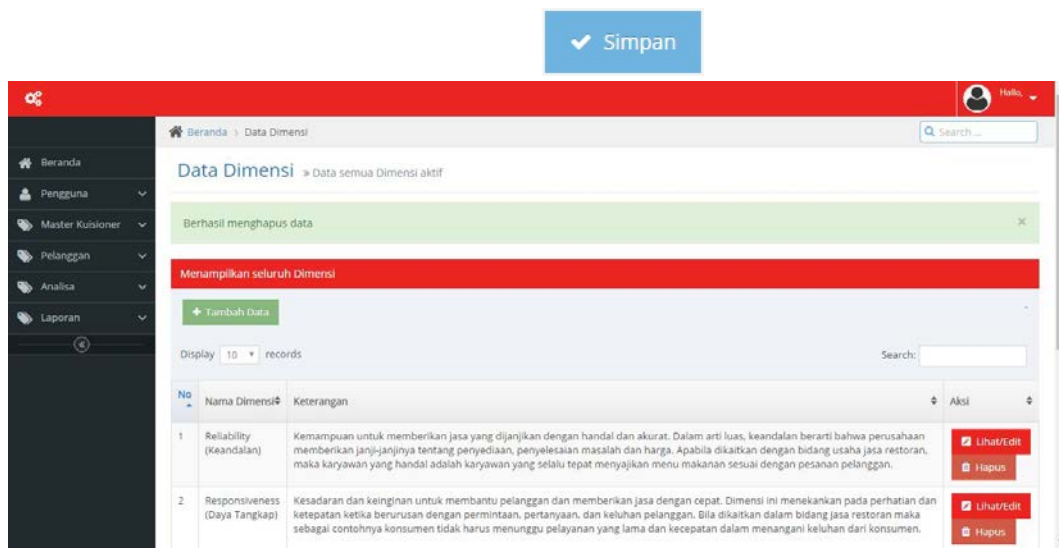 Simpan
Hallo,
Beranda > Data Dimensi
Search ...
Beranda
Pengguna
Master Kuisioner
Pelanggan
Analisa
Laporan
Data Dimensi » Data semua Dimensi aktif
Berhasil menghapus data ×
Menampilkan seluruh Dimensi
+ Tambah Data
Display 10 records
Search:
No Nama Dimensi Keterangan Aksi
1 Reliability Kemampuan untuk memberikan jasa yang dijanjikan dengan handal dan akurat. Dalam arti luas, keandalan berarti bahwa perusahaan Lihat/Edit
(Keandalan) memberikan janji-janjinya tentang penyediaan, penyelesaian masalah dan harga. Apabila dikaitkan dengan bidang usaha jasa restoran,
maka karyawan yang handal adalah karyawan yang selalu tepat menyajikan menu makanan sesuai dengan pesanan pelanggan. Hapus
2 Responsiveness Kesadaran dan keinginan untuk membantu pelanggan dan memberikan jasa dengan cepat. Dimensi ini menekankan pada perhatian dan Lihat/Edit
(Daya Tangkap) ketepatan ketika berurusan dengan permintaan, pertanyaan, dan keluhan pelanggan. Bila dikaitkan dalam bidang jasa restoran maka
sebagai contohnya konsumen tidak harus menunggu pelayanan yang lama dan kecepatan dalam menangani keluhan dari konsumen. Hapus